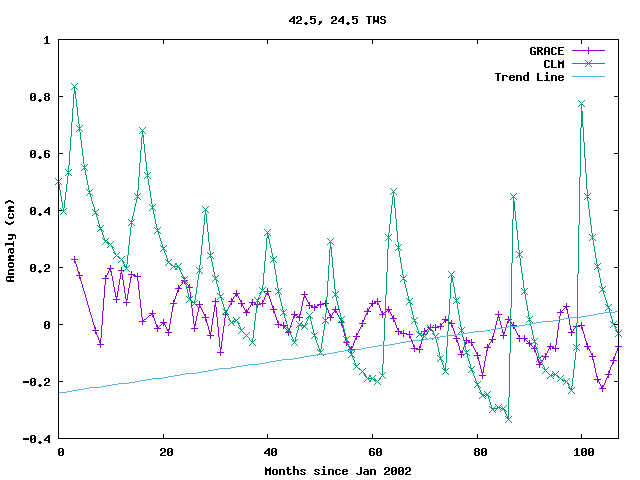 42.5, 24.5 TWS
GRACE
CLM
Trend Line
1
0.8
0.6
0.4
0.2
0
-0.2
-0.4
Anomaly (cm)
0 20 40 60 80 100
Months since Jan 2002